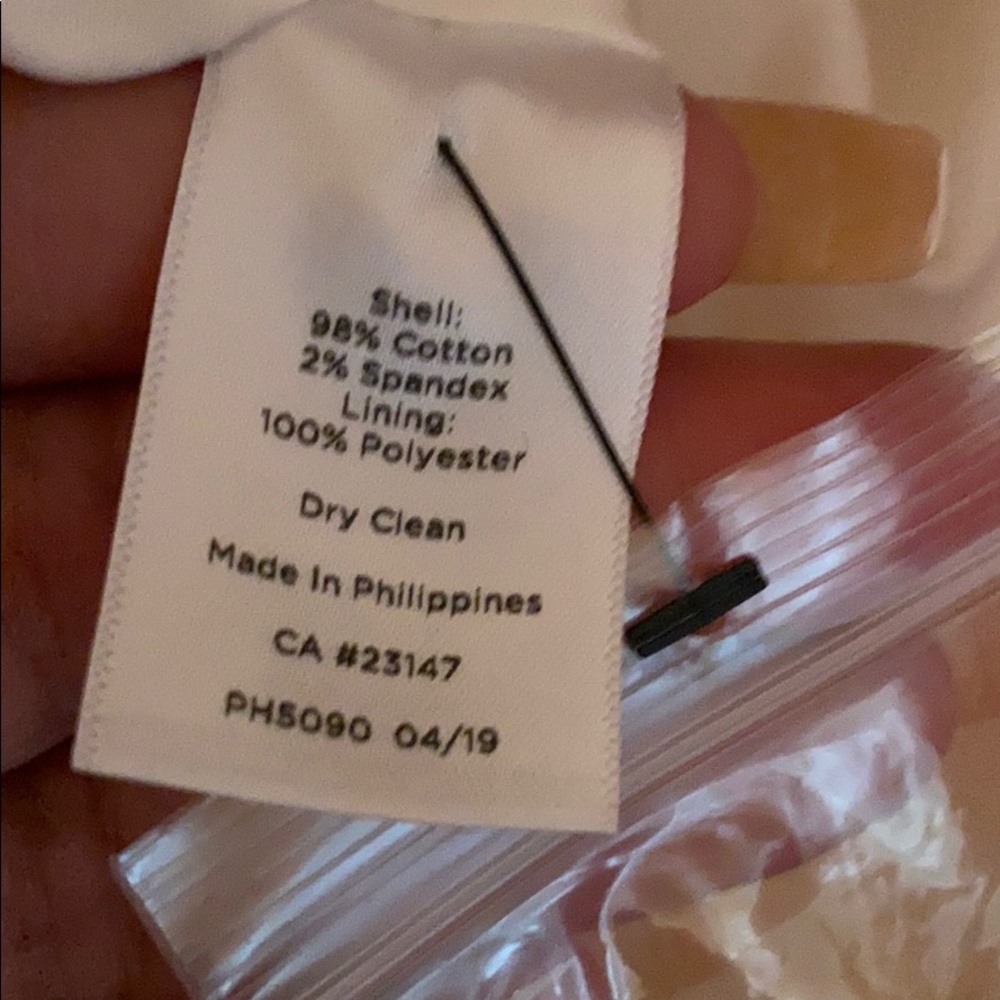 Shell:
98% Cotton
2% Spandex
Lining:
100% Polyester
Dry Clean
Made In Philippines
CA #23147
PH5090 04/19